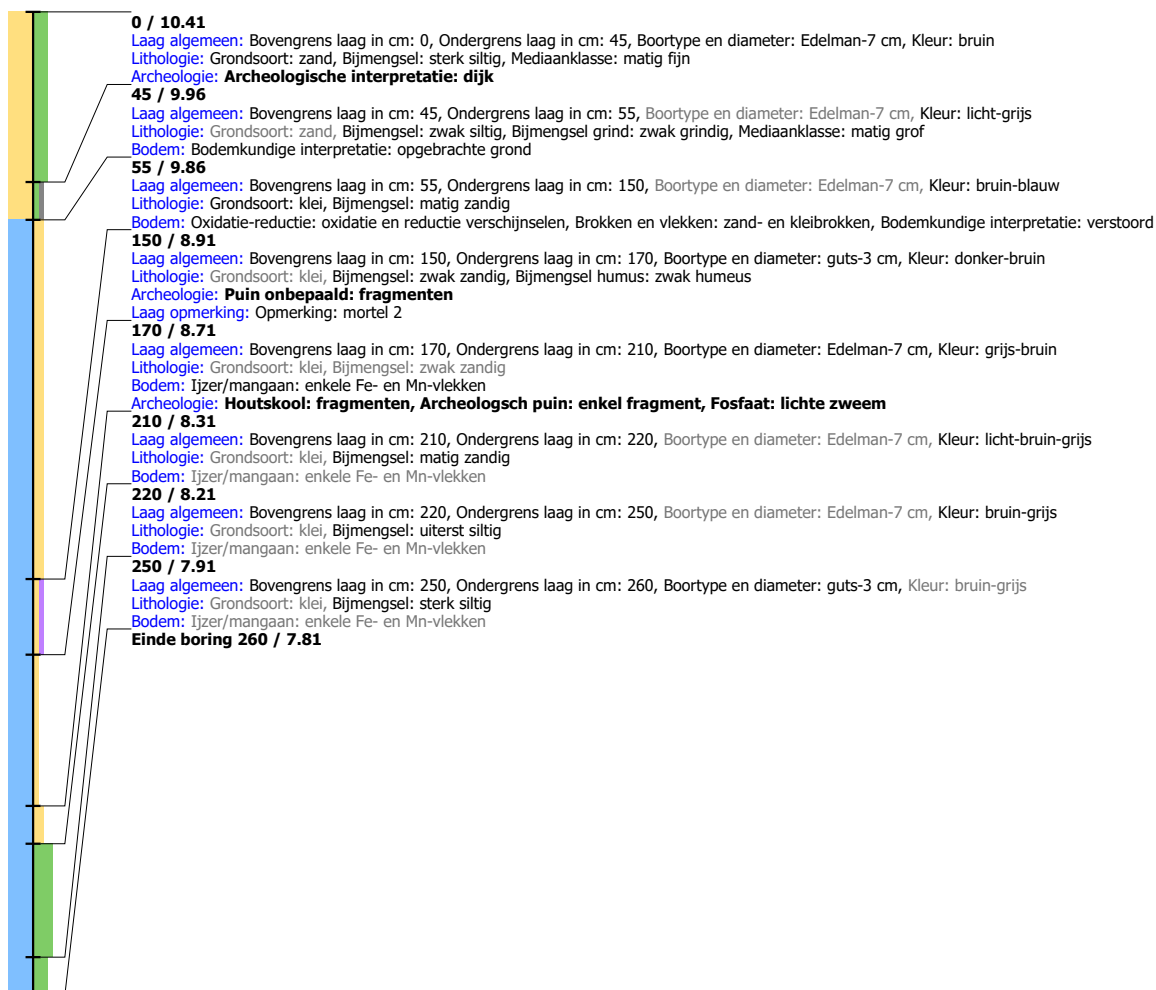 0 / 10.41
Laag algemeen: Bovengrens laag in cm: 0, Ondergrens laag in cm: 45, Boortype en diameter: Edelman-7 cm, Kleur: bruin
Lithologie: Grondsoort: zand, Bijmengsel: sterk siltig, Mediaanklasse: matig fijn
Archeologie: Archeologische interpretatie: dijk
45 / 9.96
Laag algemeen: Bovengrens laag in cm: 45, Ondergrens laag in cm: 55, Boortype en diameter: Edelman-7 cm, Kleur: licht-grijs
Lithologie: Grondsoort: zand, Bijmengsel: zwak siltig, Bijmengsel grind: zwak grindig, Mediaanklasse: matig grof
Bodem: Bodemkundige interpretatie: opgebrachte grond
55 / 9.86
Laag algemeen: Bovengrens laag in cm: 55, Ondergrens laag in cm: 150, Boortype en diameter: Edelman-7 cm, Kleur: bruin-blauw
Lithologie: Grondsoort: klei, Bijmengsel: matig zandig
Bodem: Oxidatie-reductie: oxidatie en reductie verschijnselen, Brokken en vlekken: zand- en kleibrokken, Bodemkundige interpretatie: verstoord
150 / 8.91
Laag algemeen: Bovengrens laag in cm: 150, Ondergrens laag in cm: 170, Boortype en diameter: guts-3 cm, Kleur: donker-bruin
Lithologie: Grondsoort: klei, Bijmengsel: zwak zandig, Bijmengsel humus: zwak humeus
Archeologie: Puin onbepaald: fragmenten
Laag opmerking: Opmerking: mortel 2
170 / 8.71
Laag algemeen: Bovengrens laag in cm: 170, Ondergrens laag in cm: 210, Boortype en diameter: Edelman-7 cm, Kleur: grijs-bruin
Lithologie: Grondsoort: klei, Bijmengsel: zwak zandig
Bodem: Ijzer/mangaan: enkele Fe- en Mn-vlekken
Archeologie: Houtskool: fragmenten, Archeologsch puin: enkel fragment, Fosfaat: lichte zweem
210 / 8.31
Laag algemeen: Bovengrens laag in cm: 210, Ondergrens laag in cm: 220, Boortype en diameter: Edelman-7 cm, Kleur: licht-bruin-grijs
Lithologie: Grondsoort: klei, Bijmengsel: matig zandig
Bodem: Ijzer/mangaan: enkele Fe- en Mn-vlekken
220 / 8.21
Laag algemeen: Bovengrens laag in cm: 220, Ondergrens laag in cm: 250, Boortype en diameter: Edelman-7 cm, Kleur: bruin-grijs
Lithologie: Grondsoort: klei, Bijmengsel: uiterst siltig
Bodem: Ijzer/mangaan: enkele Fe- en Mn-vlekken
250 / 7.91
Laag algemeen: Bovengrens laag in cm: 250, Ondergrens laag in cm: 260, Boortype en diameter: guts-3 cm, Kleur: bruin-grijs
Lithologie: Grondsoort: klei, Bijmengsel: sterk siltig
Bodem: Ijzer/mangaan: enkele Fe- en Mn-vlekken
Einde boring 260 / 7.81